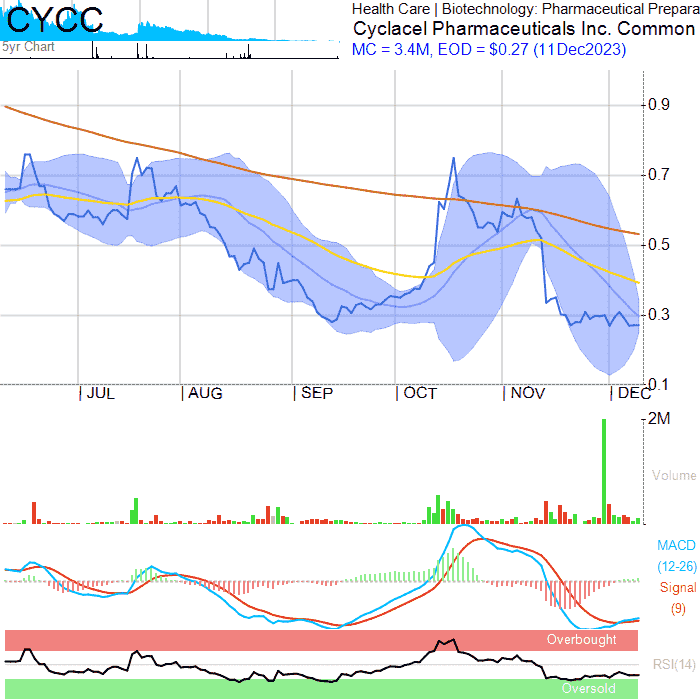 CYCC
5yr Chart
Health Care | Biotechnology: Pharmaceutical Prepara
Cyclacel Pharmaceuticals Inc. Common
MC = 3.4M, EOD = $0.27 (11Dec2023)
0.9
0.7
0.5
0.3
0.1
JUL AUG SEP OCT NOV DEC
2M
Volume
MACD
(12-26)
Signal
(9)
Overbought
RSI(14)
Oversold